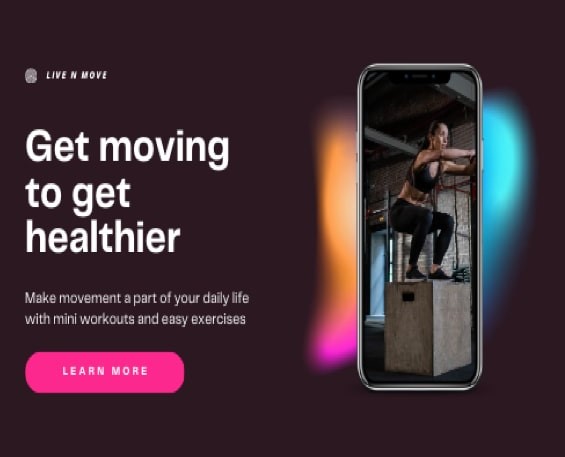 LIVE N MOVE
Get moving
to get
healthier
Make movement a part of your daily life
with mini workouts and easy exercises
LEARN MORE